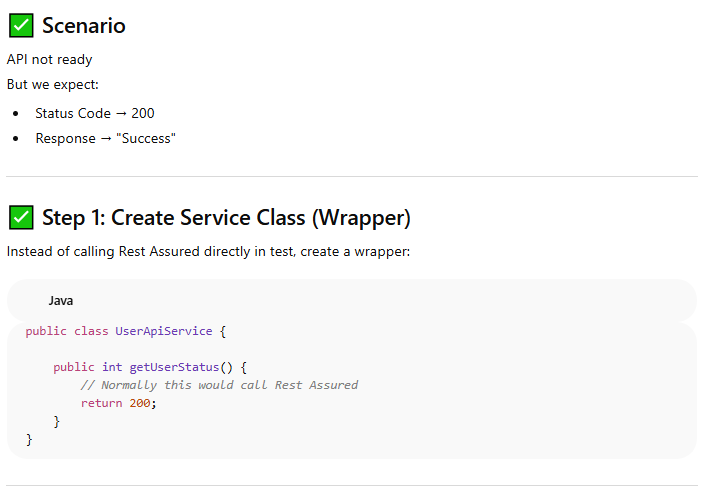 ✅ Scenario
API not ready
But we expect:
• Status Code → 200
• Response → "Success"
✅ Step 1: Create Service Class (Wrapper)
Instead of calling Rest Assured directly in test, create a wrapper:
Java
public class UserApiService {
    public int getUserStatus() {
        // Normally this would call Rest Assured
        return 200;
    }
}